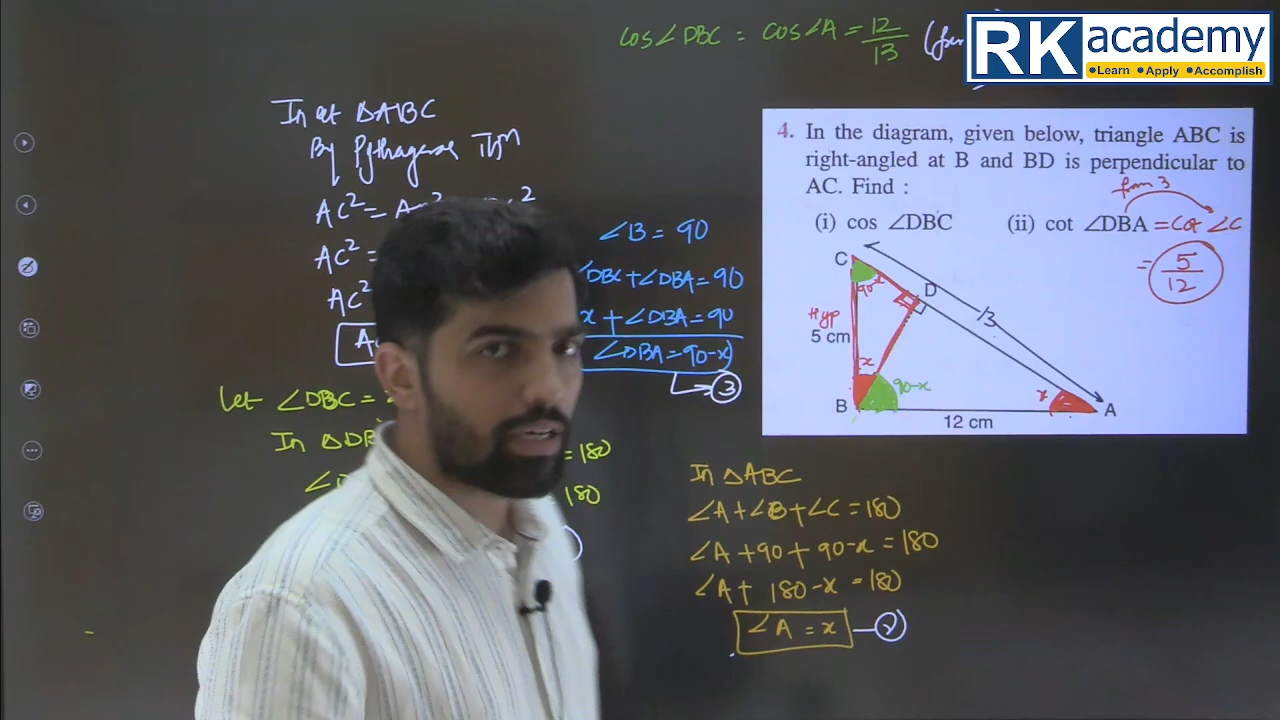 cos∠DBC = cos∠A = 12/13
RK academy
•Learn •Apply •Accomplish
In rt ΔABC
By Pythagoras Thm
AC² =
AC² =
AC²
∠B = 90
∠DBC + ∠DBA = 90
x + ∠DBA = 90
∠DBA = 90-x
3
let ∠DBC =
In ΔDB
= 180
180
4. In the diagram, given below, triangle ABC is
right-angled at B and BD is perpendicular to
AC. Find :
from 3
(i) cos ∠DBC (ii) cot ∠DBA = cot ∠C
= 5/12
C
D
90-x
13
Hyp
5 cm
x
90-x
x
B
A
12 cm
In ΔABC
∠A + ∠B + ∠C = 180
∠A + 90 + 90-x = 180
∠A + 180-x = 180
∠A = x